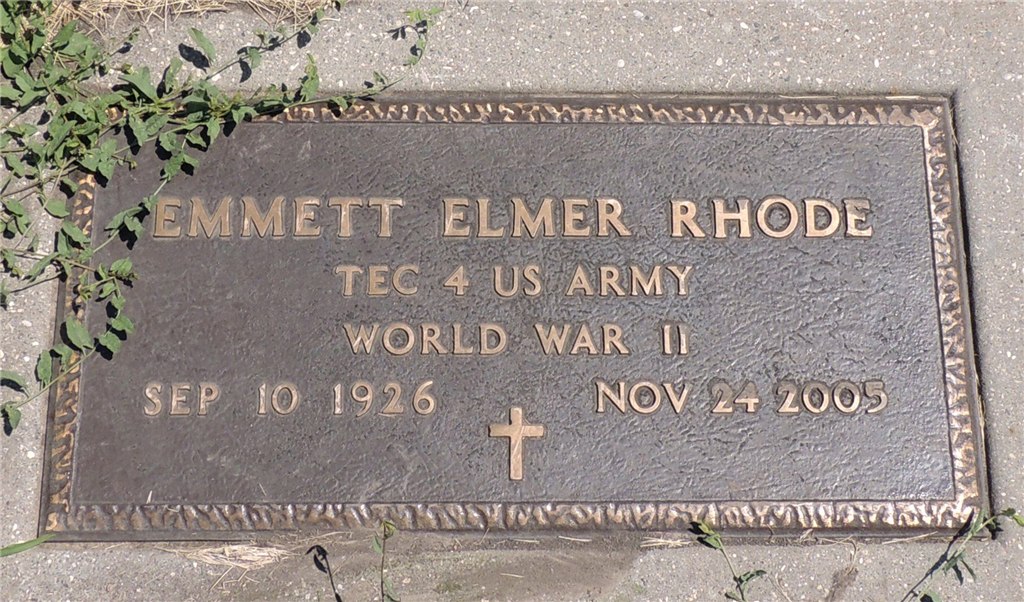 EMMETT ELMER RHODE
TEC 4 US ARMY
WORLD WAR II
SEP 10 1926 NOV 24 2005